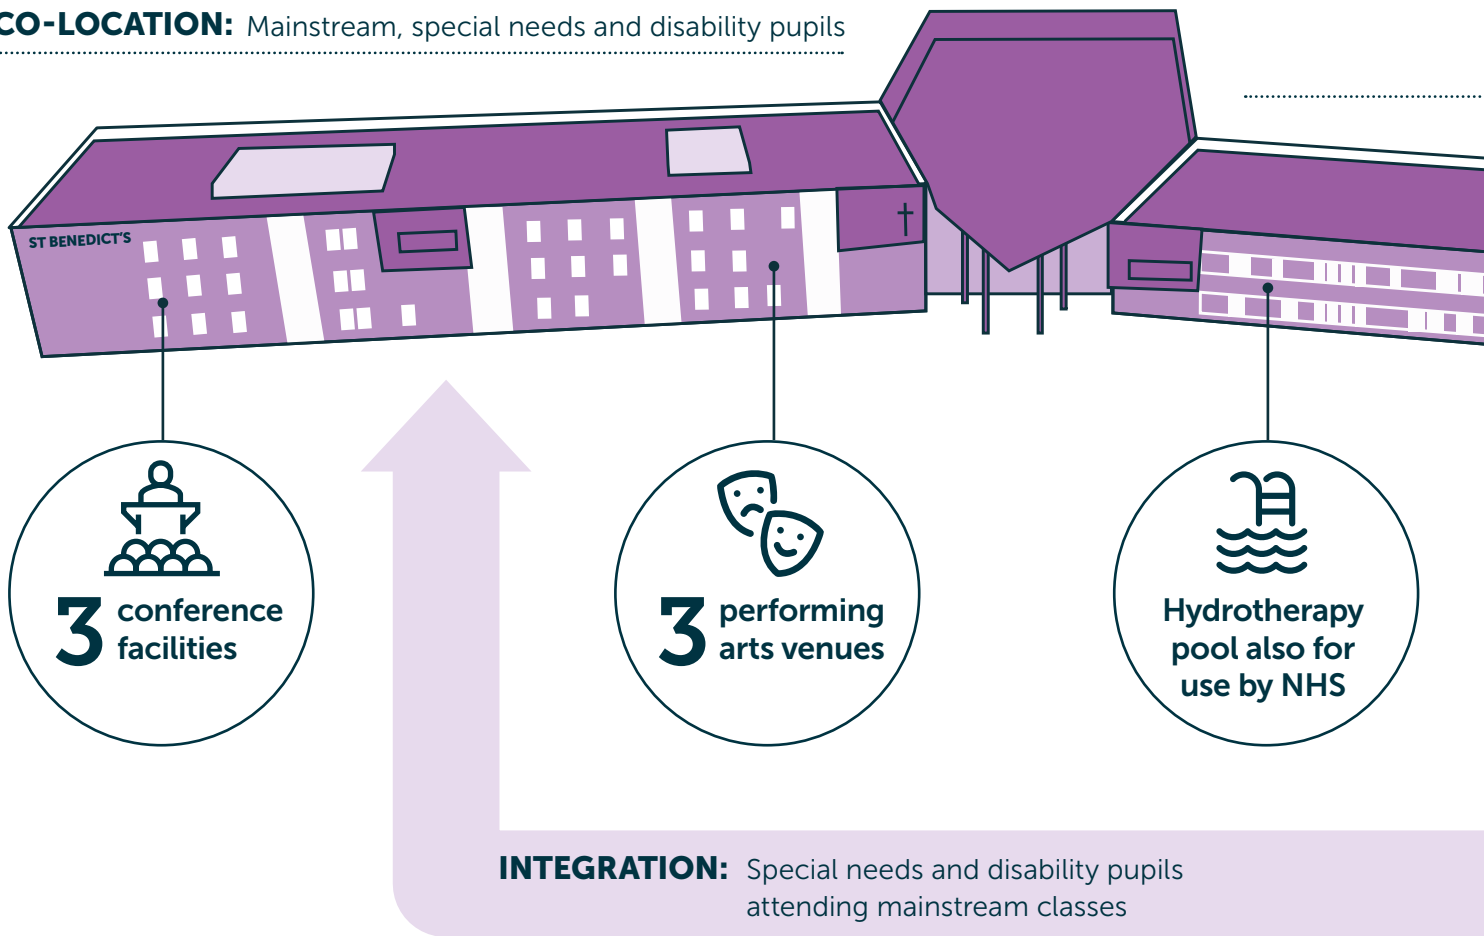 CO-LOCATION: Mainstream, special needs and disability pupils
ST BENEDICT'S
3 conference
facilities
3 performing
arts venues
Hydrotherapy
pool also for
use by NHS
INTEGRATION: Special needs and disability pupils
attending mainstream classes